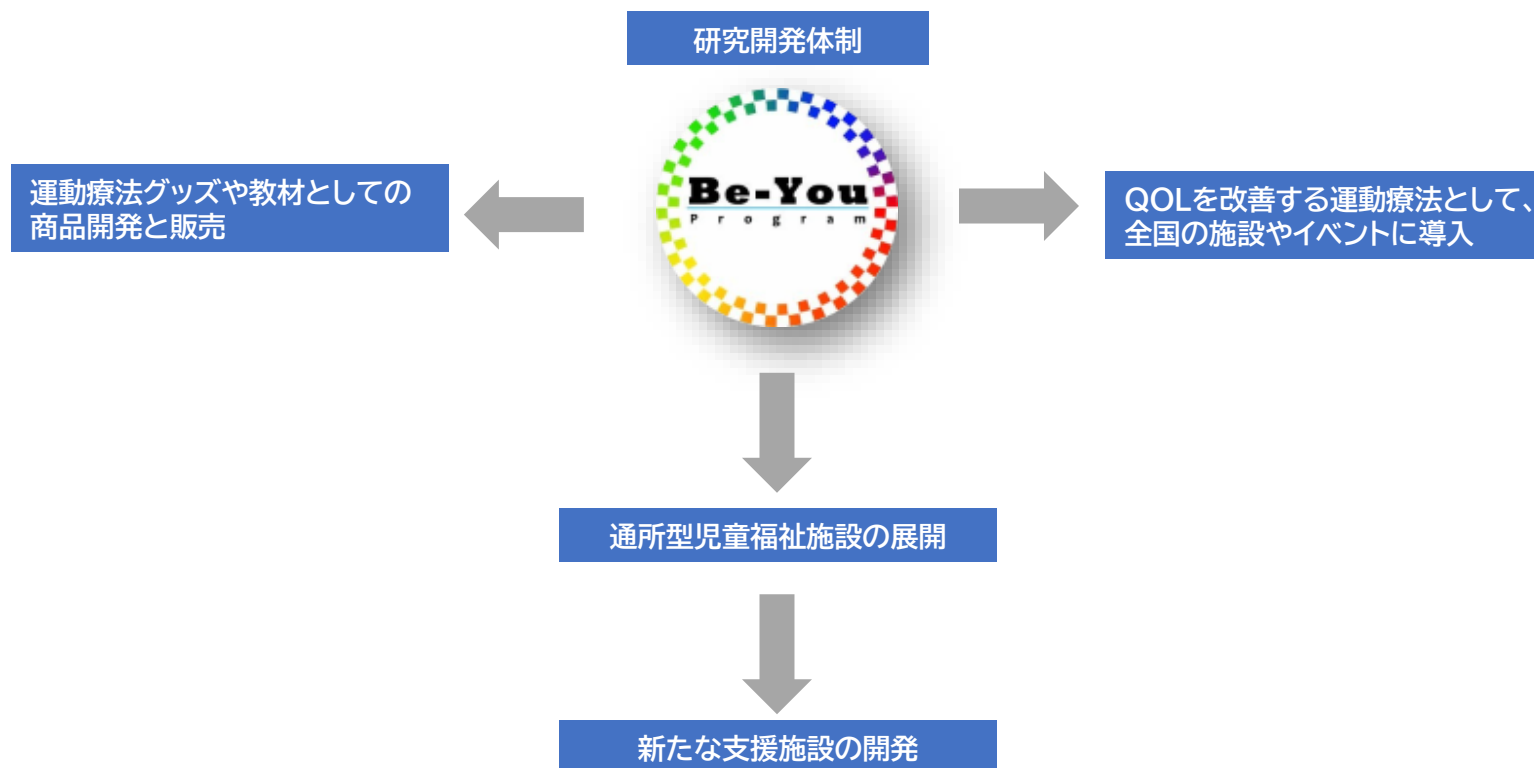 研究開発体制
Be-You
Program
運動療法グッズや教材としての
商品開発と販売
QOLを改善する運動療法として、
全国の施設やイベントに導入
通所型児童福祉施設の展開
新たな支援施設の開発